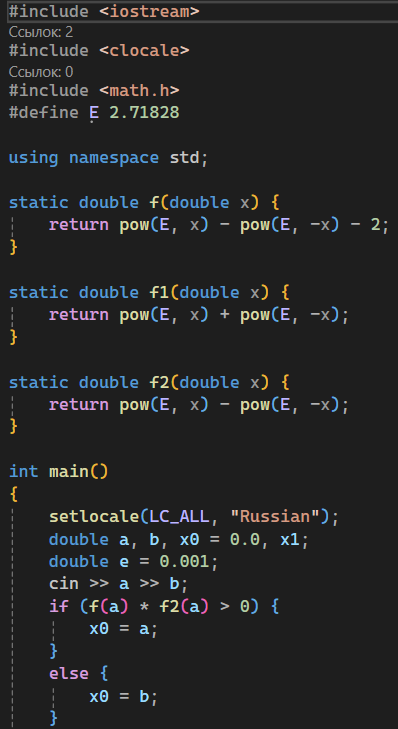 #include <iostream>
Ссылок: 2
#include <clocale>
Ссылок: 0
#include <math.h>
#define E 2.71828

using namespace std;

static double f(double x) {
    return pow(E, x) - pow(E, -x) - 2;
}

static double f1(double x) {
    return pow(E, x) + pow(E, -x);
}

static double f2(double x) {
    return pow(E, x) - pow(E, -x);
}

int main()
{
    setlocale(LC_ALL, "Russian");
    double a, b, x0 = 0.0, x1;
    double e = 0.001;
    cin >> a >> b;
    if (f(a) * f2(a) > 0) {
        x0 = a;
    }
    else {
        x0 = b;
    }